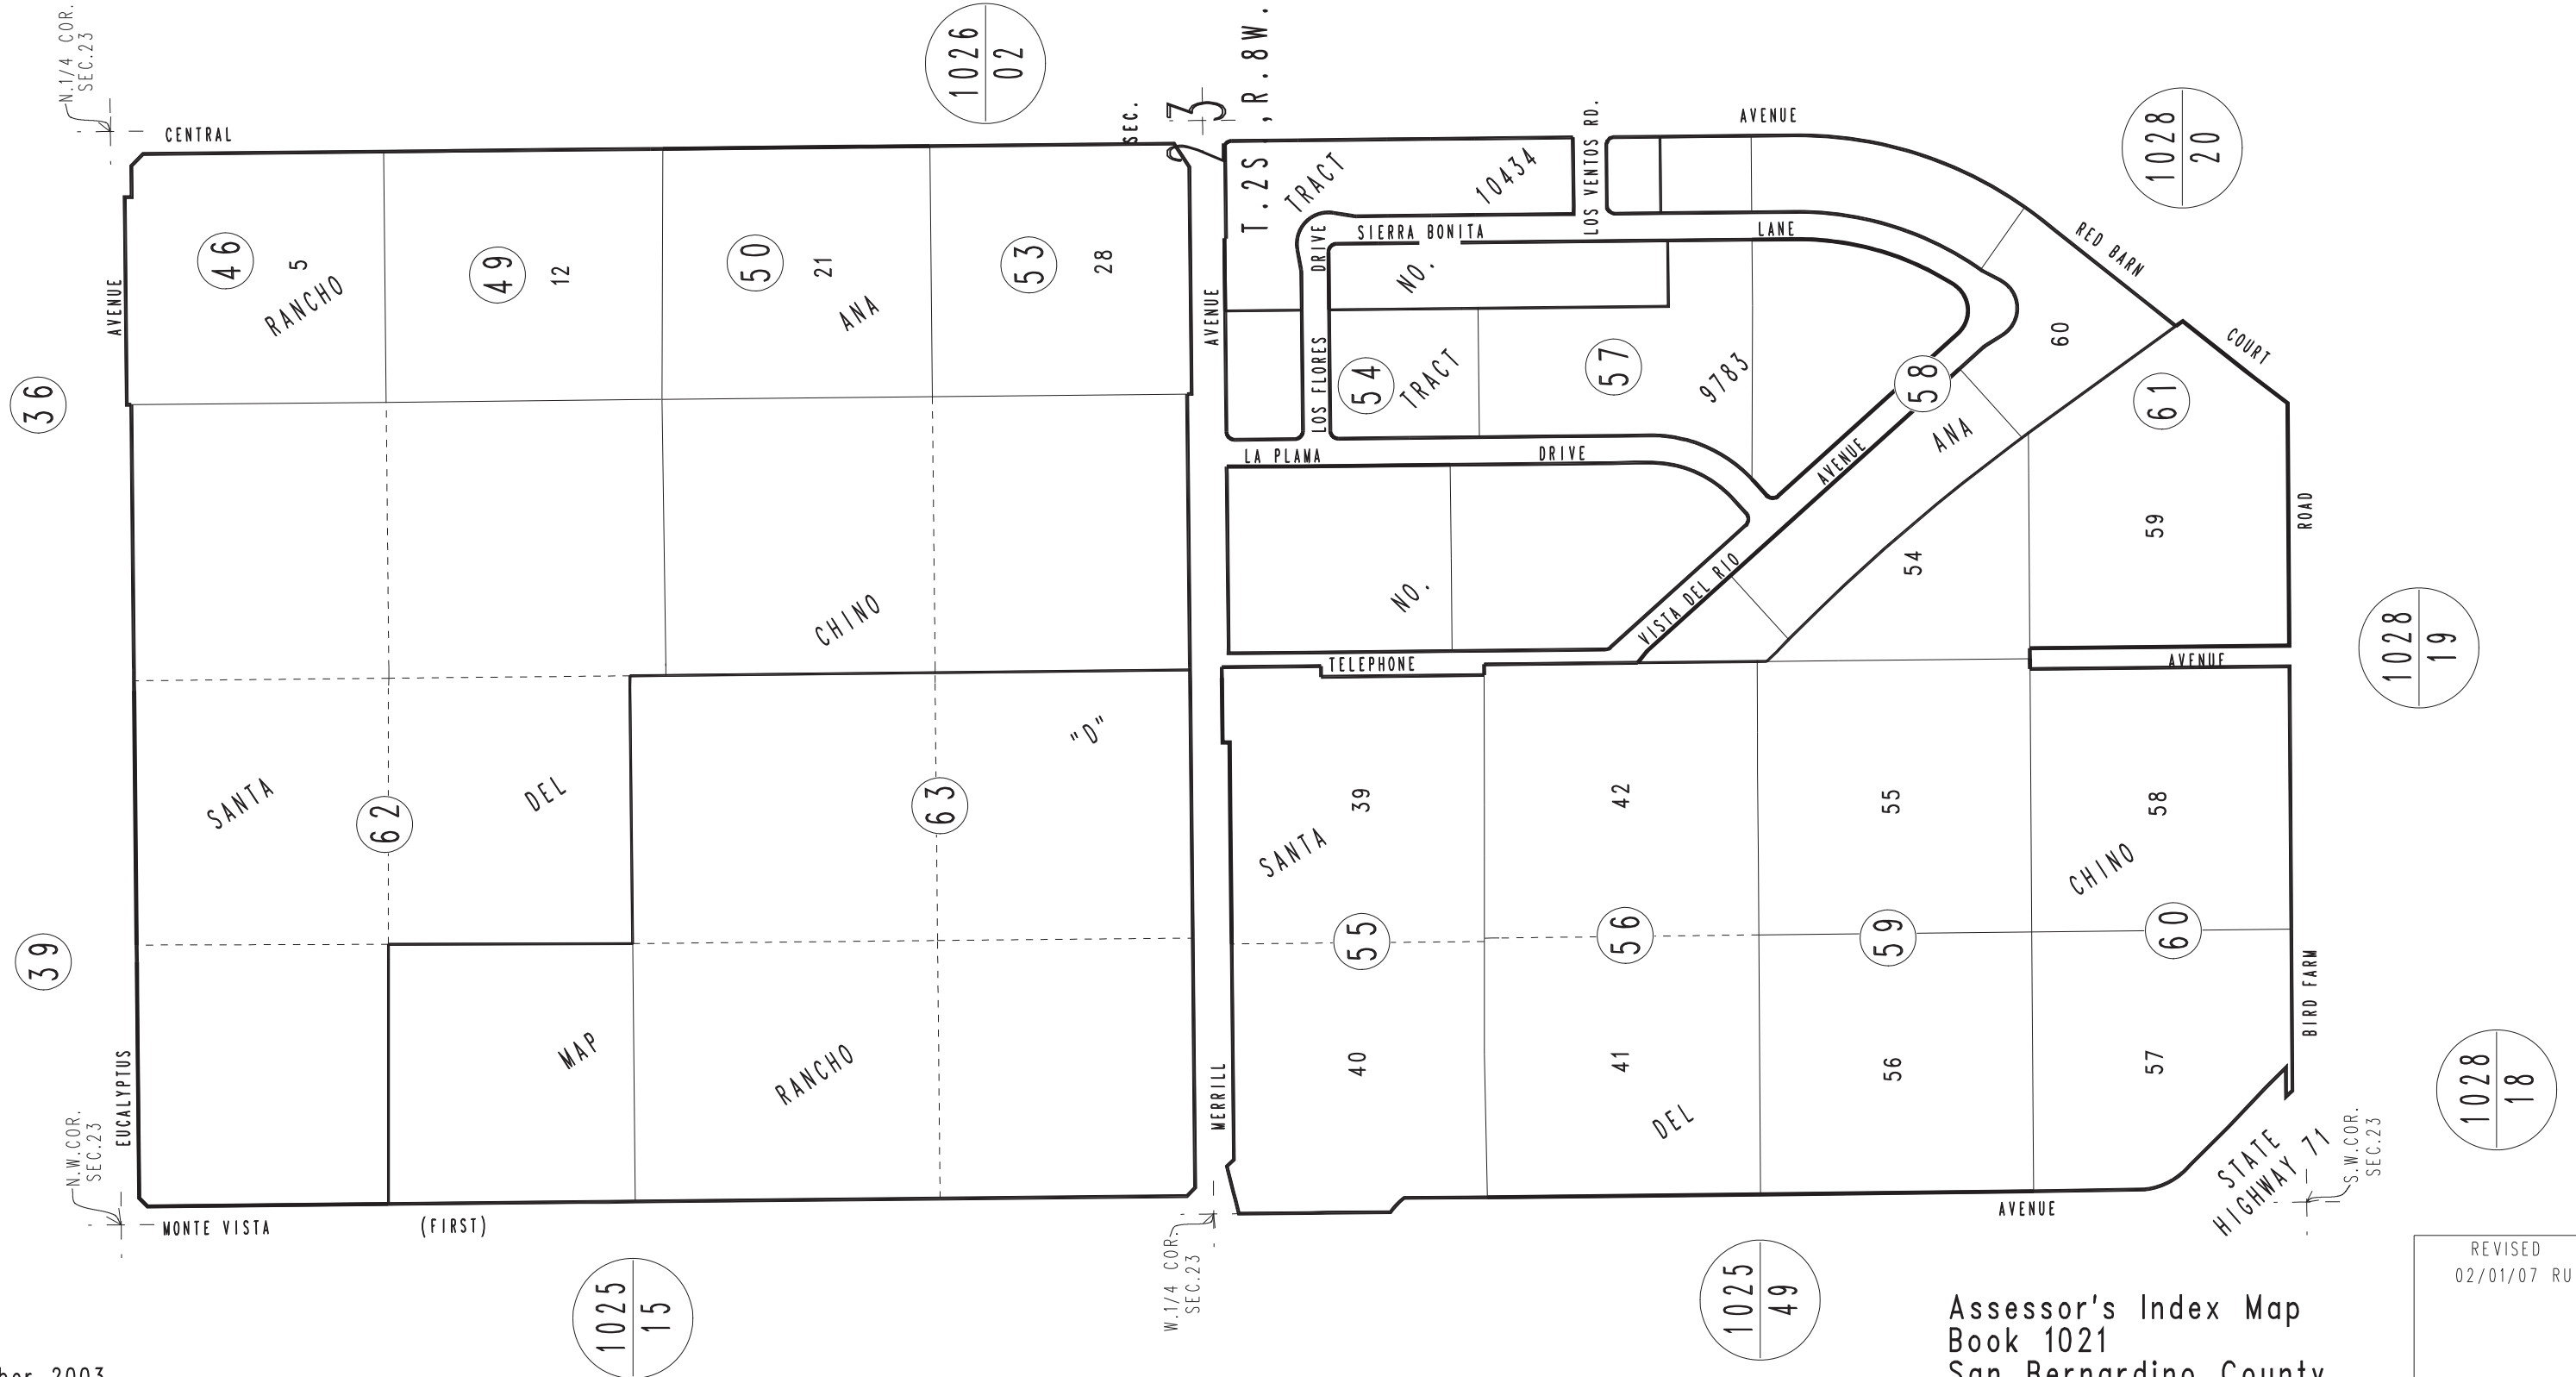 N.1/4 COR.
SEC.23
1026
02
SEC.
T.2S.,R.8W.
CENTRAL
LOS VENTOS RD.
AVENUE
1028
20
TRACT
10434
RED BARN
COURT
AVENUE
46
5
RANCHO
49
12
50
21
ANA
53
28
AVENUE
DRIVE
SIERRA BONITA
LANE
NO.
36
LOS FLORES
54
TRACT
57
9783
58
60
61
ANA
LA PLAMA
DRIVE
AVENUE
ROAD
59
54
CHINO
NO.
VISTA DEL RIO
TELEPHONE
AVENUE
1028
19
"D"
SANTA
62
DEL
63
39
42
55
58
SANTA
CHINO
39
55
56
59
60
BIRD FARM
EUCALYPTUS
MAP
RANCHO
MERRILL
40
41
56
57
DEL
1028
18
N.W.COR.
SEC.23
STATE
HIGHWAY 71
S.W.COR.
SEC.23
MONTE VISTA
(FIRST)
AVENUE
W.1/4 COR.
SEC.23
1025
15
1025
49
REVISED
02/01/07 RU
Assessor's Index Map
Book 1021
San Bernardino County
2003